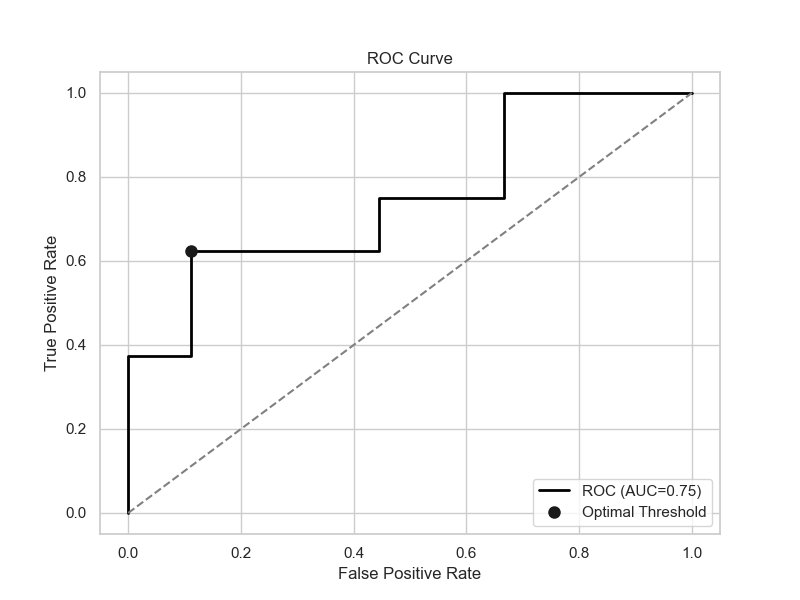 ROC Curve
1.0
0.8
0.6
0.4
0.2
0.0
True Positive Rate
0.0 0.2 0.4 0.6 0.8 1.0
False Positive Rate
ROC (AUC=0.75)
Optimal Threshold